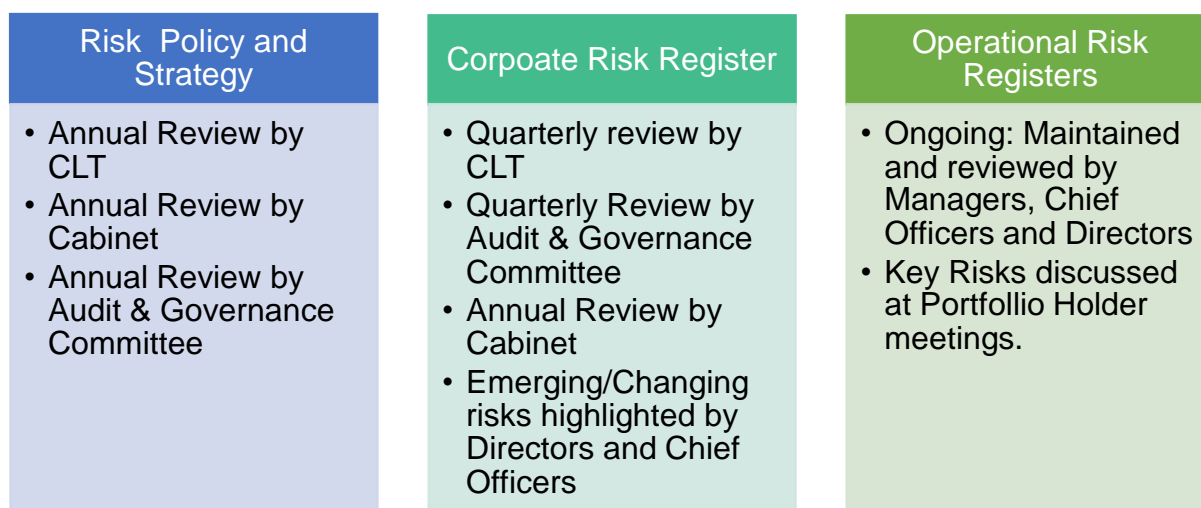 Risk  Policy and
Strategy
• Annual Review by
CLT
• Annual Review by
Cabinet
• Annual Review by
Audit & Governance
Committee
Corpoate Risk Register
• Quarterly review by
CLT
• Quarterly Review by
Audit & Governance
Committee
• Annual Review by
Cabinet
• Emerging/Changing
risks highlighted by
Directors and Chief
Officers
Operational Risk
Registers
• Ongoing: Maintained
and reviewed by
Managers, Chief
Officers and Directors
• Key Risks discussed
at Portfollio Holder
meetings.